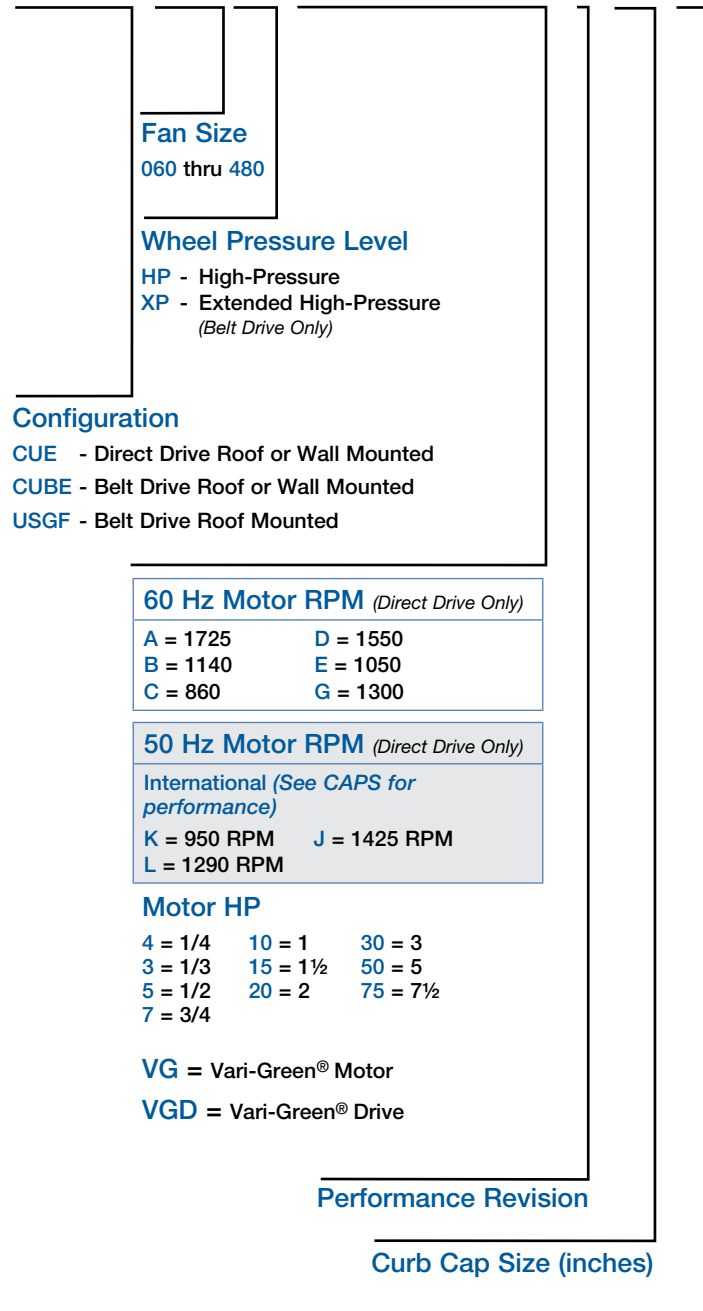 Fan Size
060 thru 480
Wheel Pressure Level
HP - High-Pressure
XP - Extended High-Pressure
(Belt Drive Only)
Configuration
CUE - Direct Drive Roof or Wall Mounted
CUBE - Belt Drive Roof or Wall Mounted
USGF - Belt Drive Roof Mounted
60 Hz Motor RPM (Direct Drive Only)
A = 1725 D = 1550
B = 1140 E = 1050
C = 860 G = 1300
50 Hz Motor RPM (Direct Drive Only)
International (See CAPS for
performance)
K = 950 RPM J = 1425 RPM
L = 1290 RPM
Motor HP
4 = 1/4 10 = 1 30 = 3
3 = 1/3 15 = 1½ 50 = 5
5 = 1/2 20 = 2 75 = 7½
7 = 3/4
VG = Vari-Green® Motor
VGD = Vari-Green® Drive
Performance Revision
Curb Cap Size (inches)